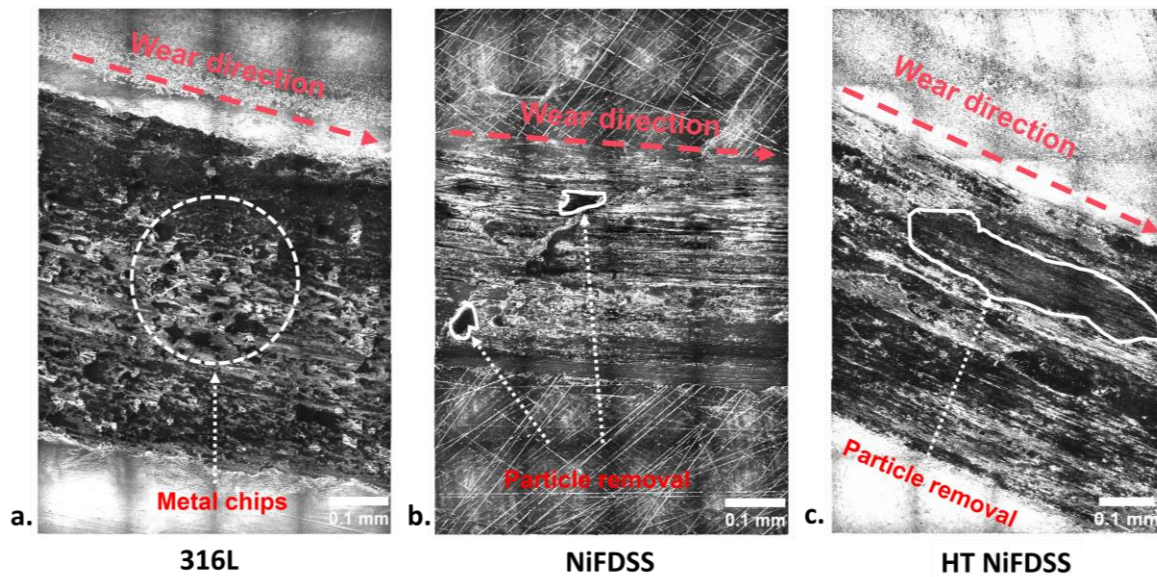 Wear direction
Metal chips
0.1 mm
a.
316L
Wear direction
Particle removal
0.1 mm
b.
NiFDSS
Wear direction
Particle removal
0.1 mm
c.
HT NiFDSS